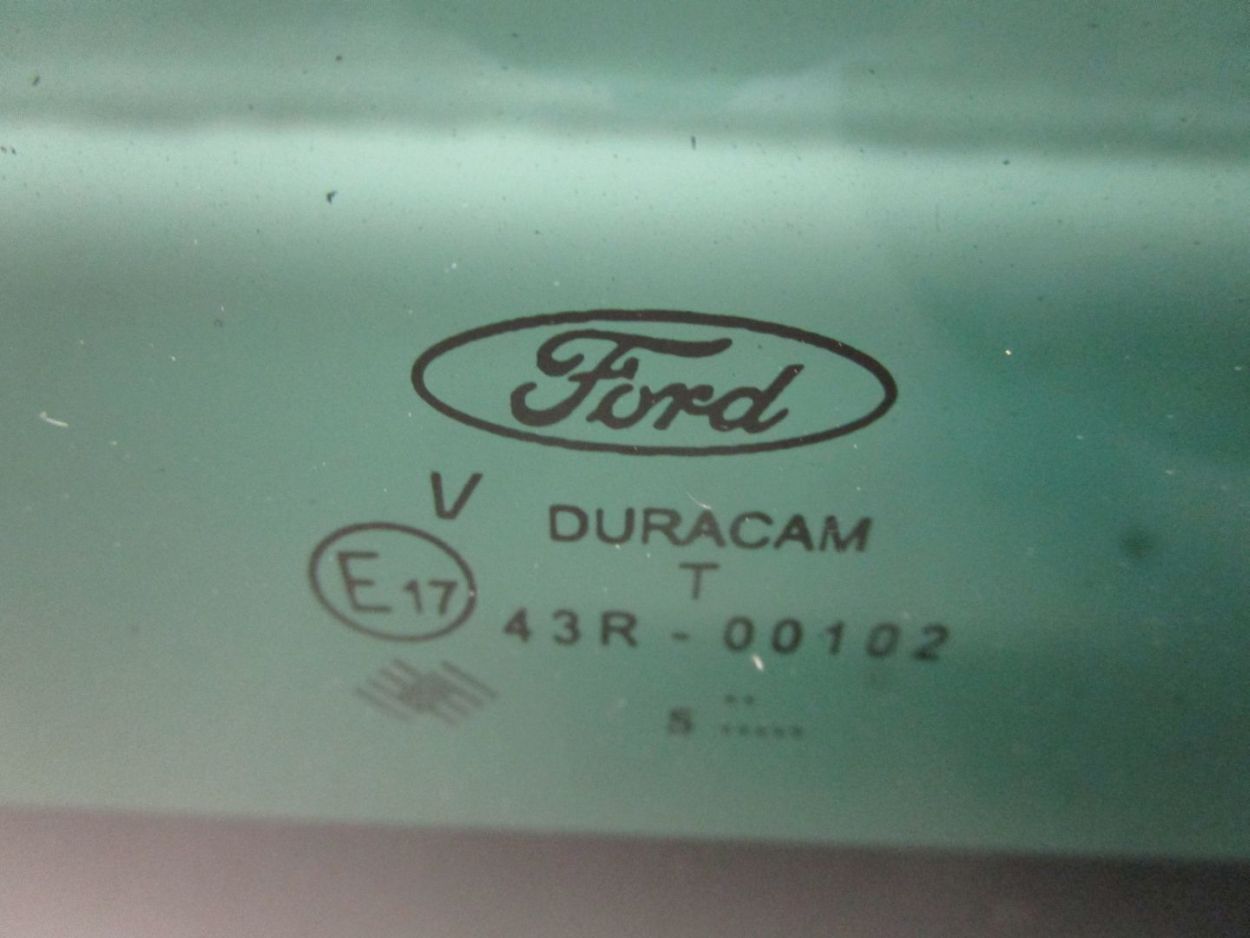 Ford
V
DURACAM
E17
T
43R-00102
S